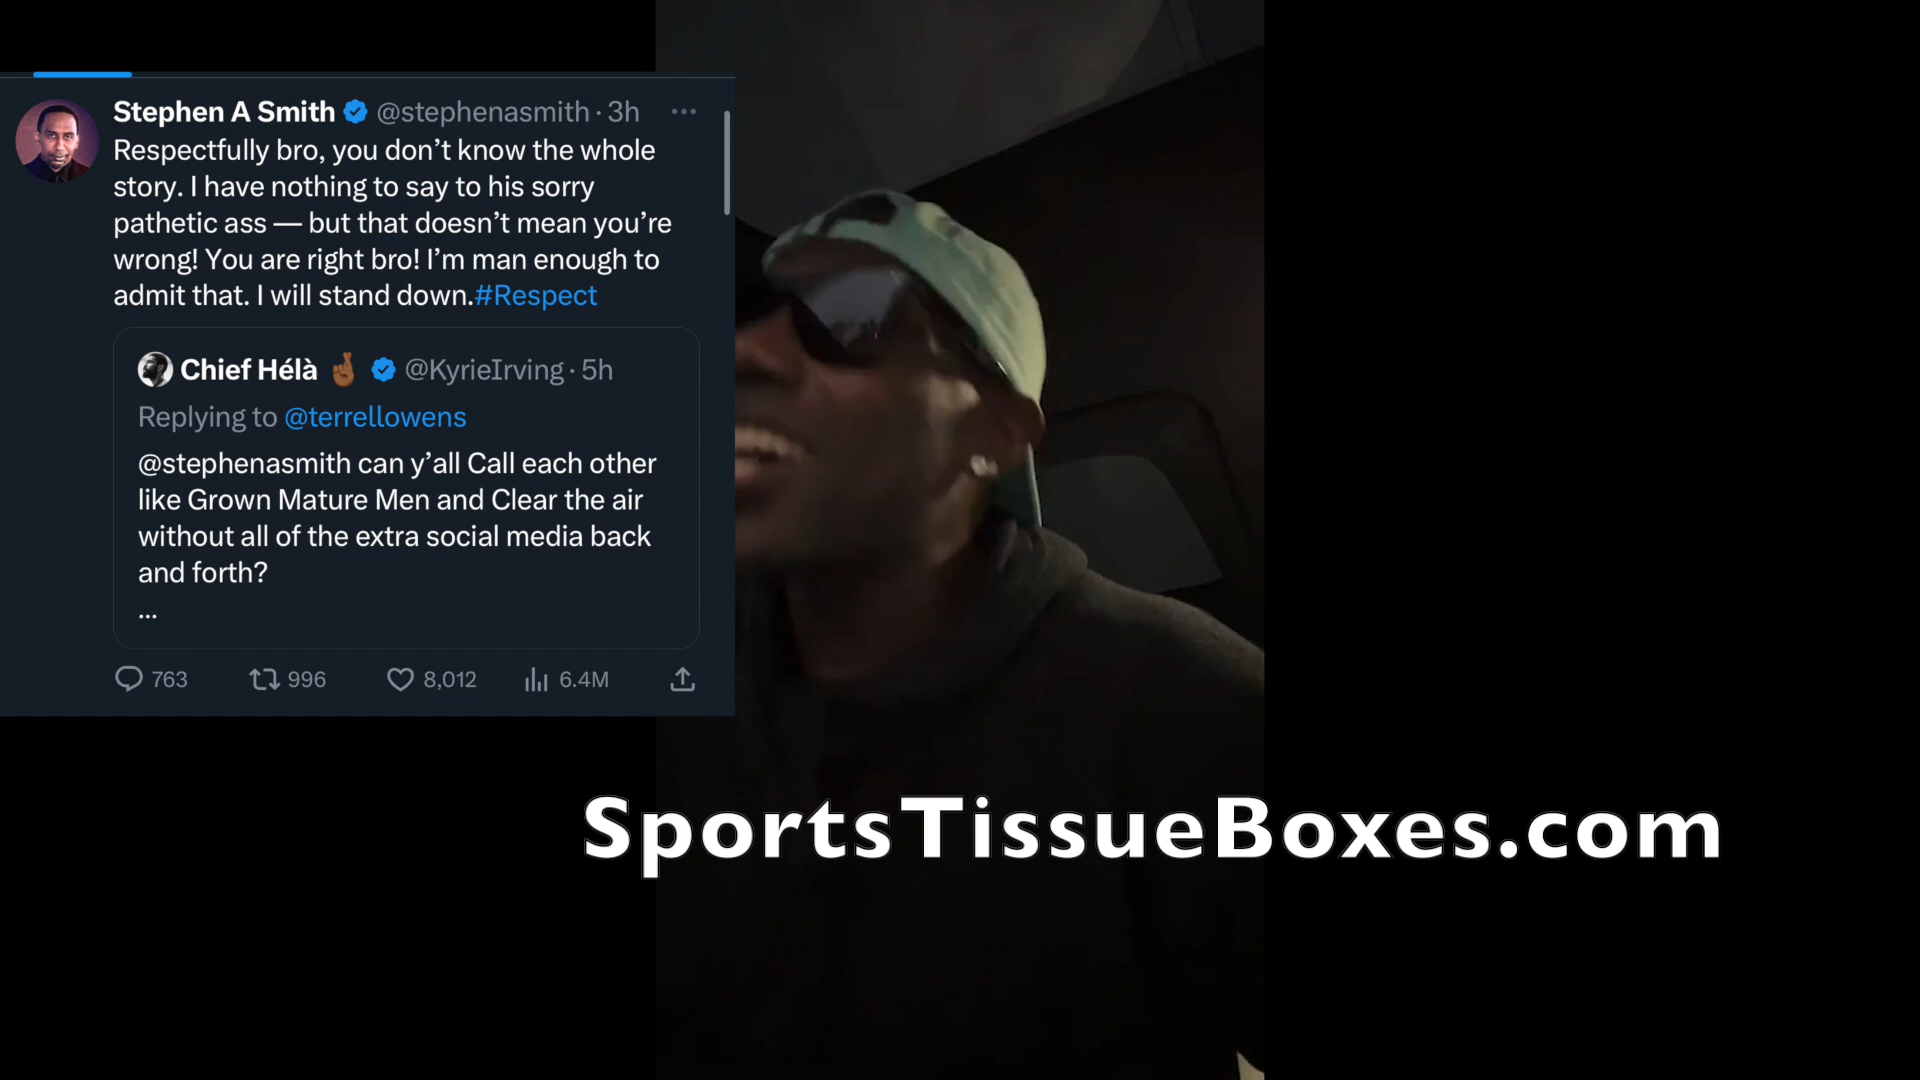 Stephen A Smith @stephenasmith · 3h
Respectfully bro, you don’t know the whole
story. I have nothing to say to his sorry
pathetic ass — but that doesn’t mean you’re
wrong! You are right bro! I’m man enough to
admit that. I will stand down.#Respect
Chief Hélà 🤞🏾 @KyrieIrving · 5h
Replying to @terrellowens
@stephenasmith can y’all Call each other
like Grown Mature Men and Clear the air
without all of the extra social media back
and forth?
...
763 996 8,012 6.4M
SportsTissueBoxes.com